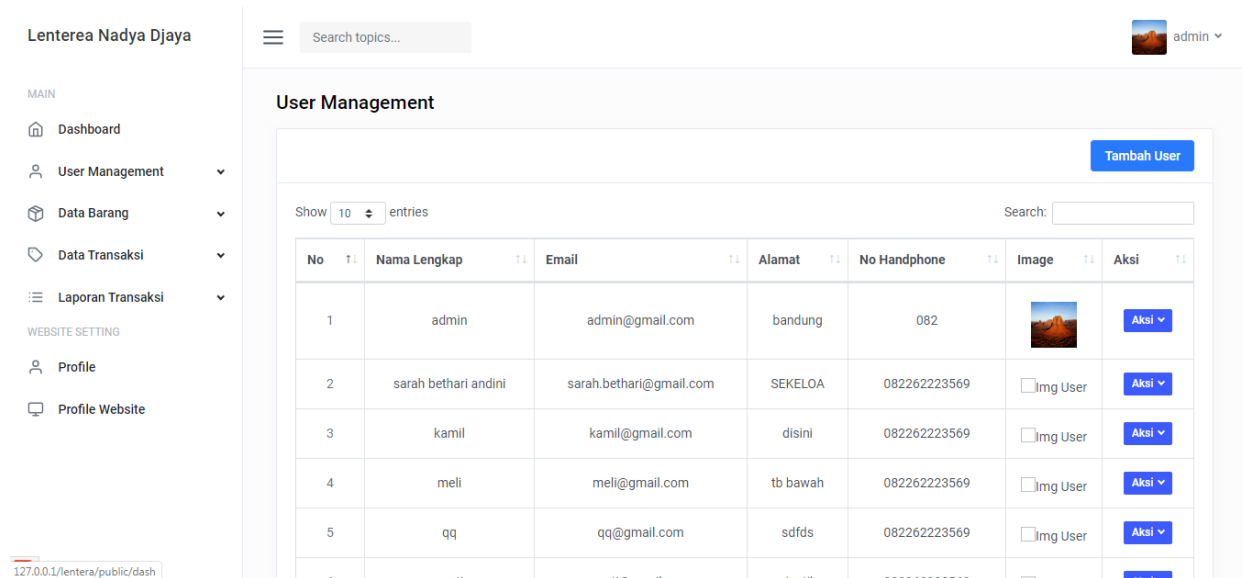 Lenterea Nadya Djaya
Search topics...
admin
MAIN
Dashboard
User Management
Data Barang
Data Transaksi
Laporan Transaksi
WEBSITE SETTING
Profile
Profile Website
User Management
Tambah User
Show 10 entries
Search:
No Nama Lengkap Email Alamat No Handphone Image Aksi
1 admin admin@gmail.com bandung 082 Aksi
2 sarah bethari andini sarah.bethari@gmail.com SEKELOA 082262223569 Img User Aksi
3 kamil kamil@gmail.com disini 082262223569 Img User Aksi
4 meli meli@gmail.com tb bawah 082262223569 Img User Aksi
5 qq qq@gmail.com sdfds 082262223569 Img User Aksi
127.0.0.1/lentera/public/dash